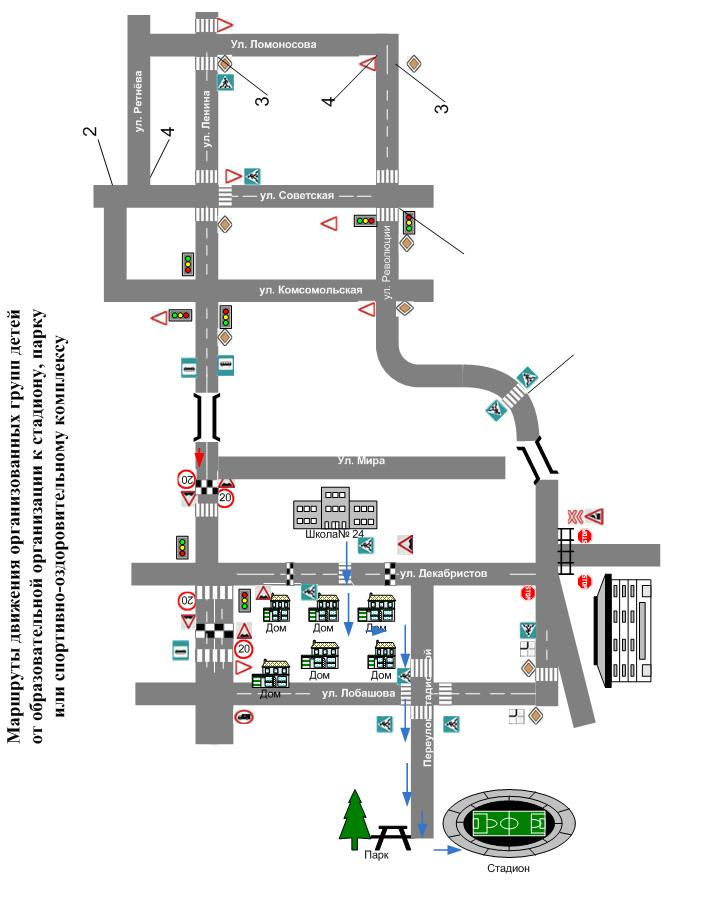 Маршруты движения организованных групп детей
от образовательной организации к стадиону, парку
или спортивно-оздоровительному комплексу
Ул. Ломоносова
ул. Ретнёва
ул. Ленина
3
4
3
2
4
ул. Советская
ул. Революции
ул. Комсомольская
Ул. Мира
20
20
Школа№ 24
ул. Декабристов
20
20
Дом
Дом
Дом
Дом
Дом
Дом
ул. Лобашова
Парк
Стадион